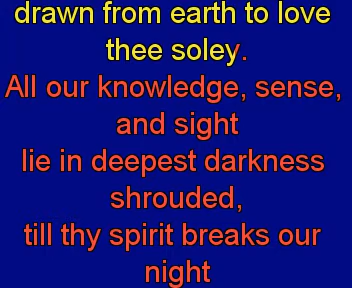 drawn from earth to love
thee soley.
All our knowledge, sense,
and sight
lie in deepest darkness
shrouded,
till thy spirit breaks our
night